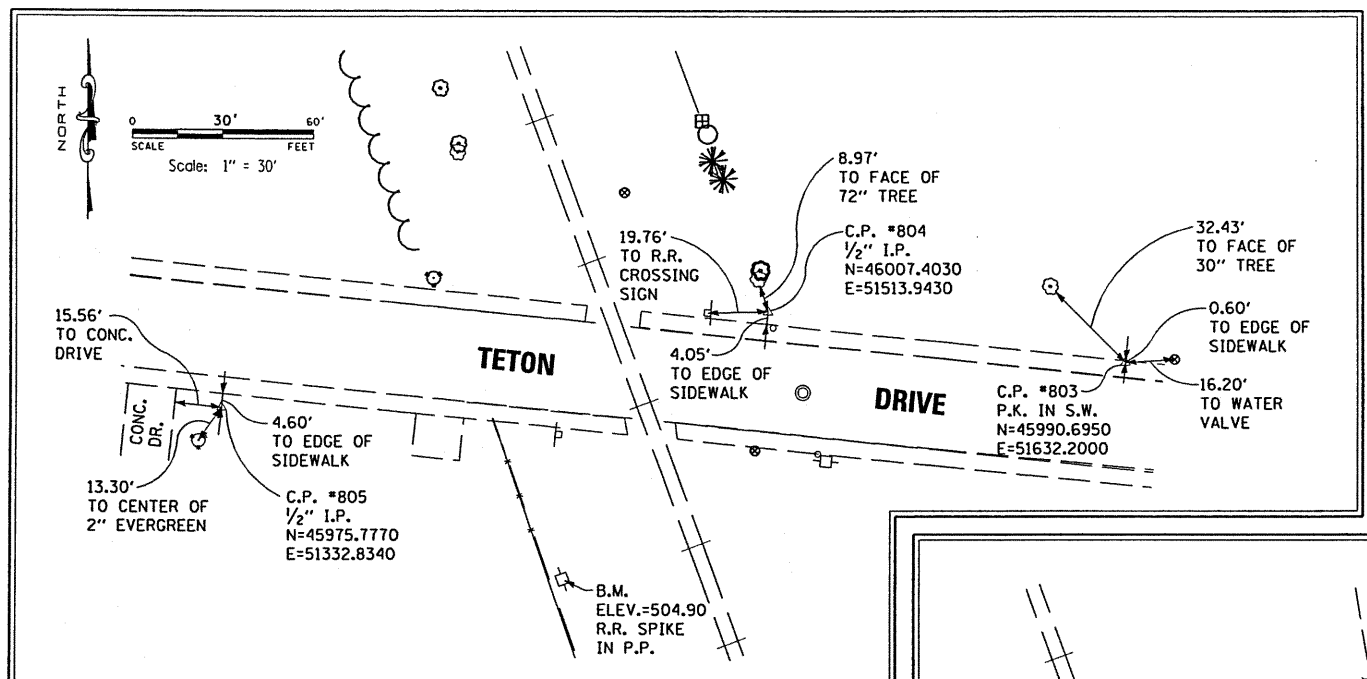 NORTH
0 30' 60'
SCALE FEET
Scale: 1" = 30'
8.97'
TO FACE OF
72" TREE
19.76'
TO R.R.
CROSSING
SIGN
C.P. #804
1/2" I.P.
N=46007.4030
E=51513.9430
32.43'
TO FACE OF
30" TREE
0.60'
TO EDGE OF
SIDEWALK
15.56'
TO CONC.
DRIVE
TETON
4.05'
TO EDGE OF
SIDEWALK
DRIVE
C.P. #803
P.K. IN S.W.
N=45990.6950
E=51632.2000
16.20'
TO WATER
VALVE
CONC.
DR.
4.60'
TO EDGE OF
SIDEWALK
13.30'
TO CENTER OF
2" EVERGREEN
C.P. #805
1/2" I.P.
N=45975.7770
E=51332.8340
B.M.
ELEV.=504.90
R.R. SPIKE
IN P.P.